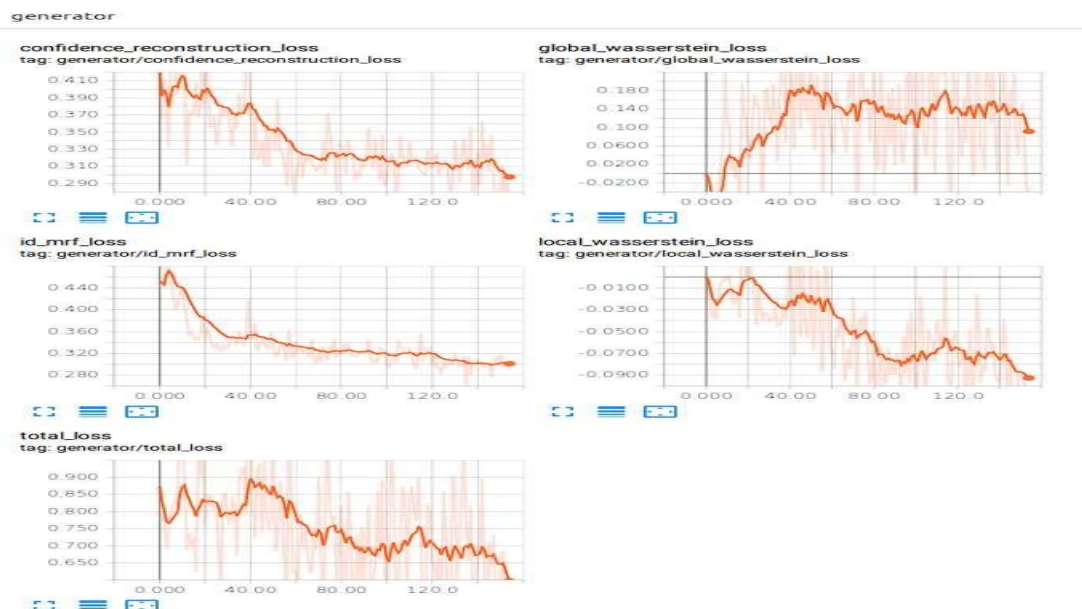 generator
confidence_reconstruction_loss
tag: generator/confidence_reconstruction_loss
0.410
0.390
0.370
0.350
0.330
0.310
0.290
0.000 40.00 80.00 120.0
global_wasserstein_loss
tag: generator/global_wasserstein_loss
0.180
0.140
0.100
0.0600
0.0200
-0.0200
0.000 40.00 80.00 120.0
id_mrf_loss
tag: generator/id_mrf_loss
0.440
0.400
0.360
0.320
0.280
0.000 40.00 80.00 120.0
local_wasserstein_loss
tag: generator/local_wasserstein_loss
-0.0100
-0.0300
-0.0500
-0.0700
-0.0900
0.000 40.00 80.00 120.0
total_loss
tag: generator/total_loss
0.900
0.850
0.800
0.750
0.700
0.650
0.000 40.00 80.00 120.0